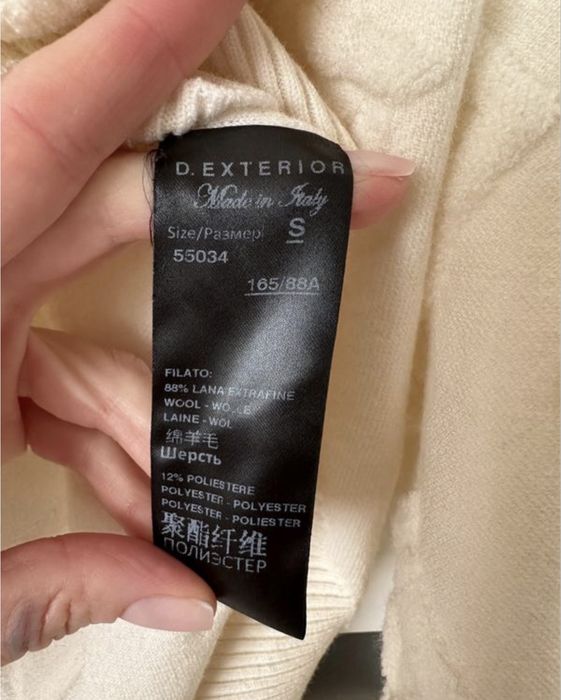 D. EXTERIOR
Made in Italy
Size/Размер S
55034
165/88A
FILATO:
88% LANA EXTRAFINE
WOOL - WOLLE
LAINE - WOL
绵羊毛
Шерсть
12% POLIESTERE
POLYESTER - POLYESTER
POLYESTER - POLIESTER
聚酯纤维
ПОЛИЭСТЕР